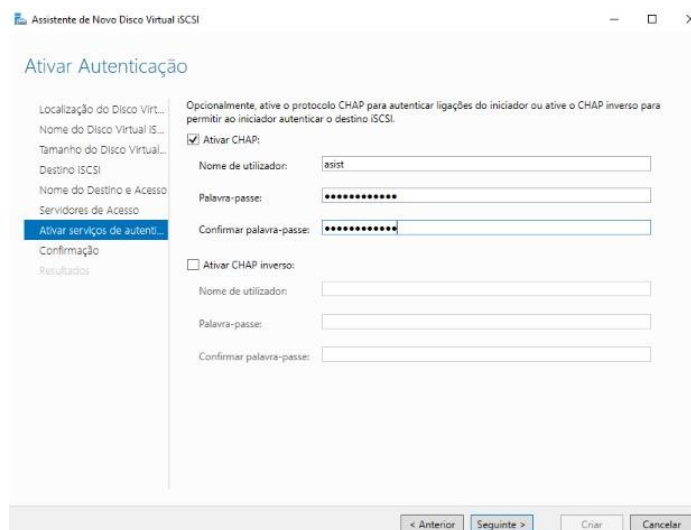 Assistente de Novo Disco Virtual iSCSI
Ativar Autenticação
Localização do Disco Virt...
Nome do Disco Virtual iS...
Tamanho do Disco Virtual...
Destino iSCSI
Nome do Destino e Acesso
Servidores de Acesso
Ativar serviços de autenti...
Confirmação
Resultados
Opcionalmente, ative o protocolo CHAP para autenticar ligações do iniciador ou ative o CHAP inverso para
permitir ao iniciador autenticar o destino iSCSI.
Ativar CHAP:
Nome de utilizador: asist
Palavra-passe: ●●●●●●●●●●●●
Confirmar palavra-passe: ●●●●●●●●●●●●
Ativar CHAP inverso:
Nome de utilizador:
Palavra-passe:
Confirmar palavra-passe:
< Anterior Seguinte > Criar Cancelar